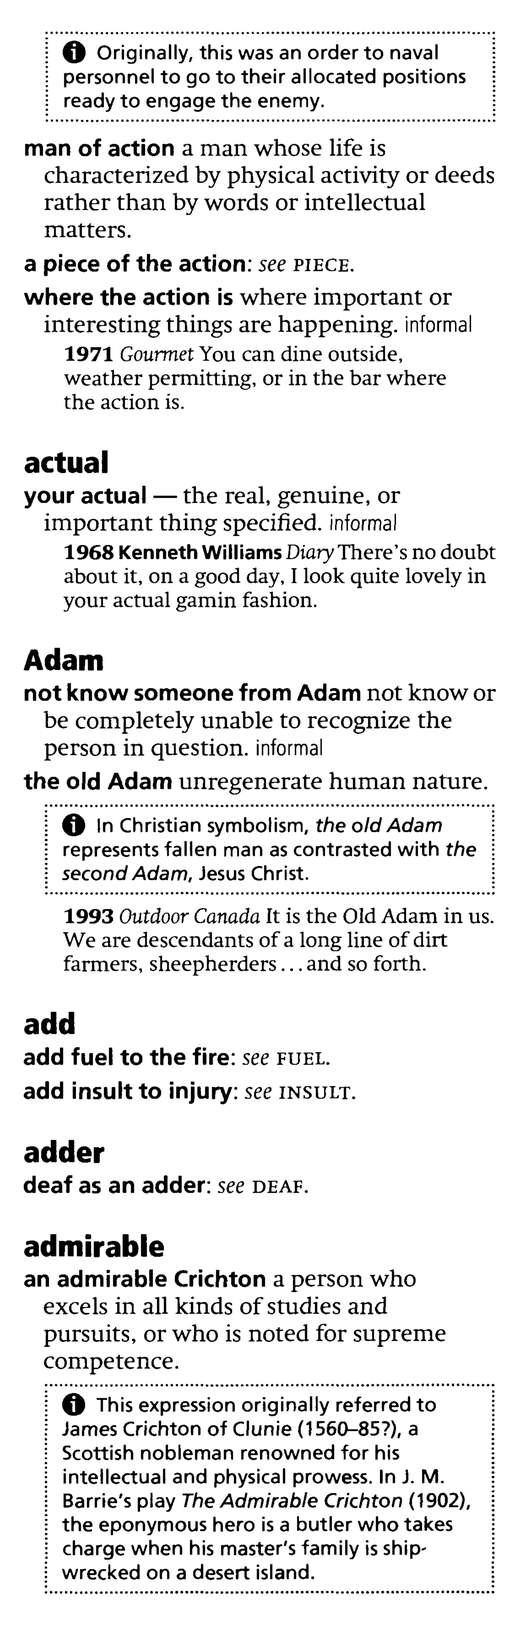 ℹ Originally, this was an order to naval
personnel to go to their allocated positions
ready to engage the enemy.
man of action a man whose life is
characterized by physical activity or deeds
rather than by words or intellectual
matters.
a piece of the action: see PIECE.
where the action is where important or
interesting things are happening. informal
1971 Gourmet You can dine outside,
weather permitting, or in the bar where
the action is.
actual
your actual — the real, genuine, or
important thing specified. informal
1968 Kenneth Williams Diary There's no doubt
about it, on a good day, I look quite lovely in
your actual gamin fashion.
Adam
not know someone from Adam not know or
be completely unable to recognize the
person in question. informal
the old Adam unregenerate human nature.
ℹ In Christian symbolism, the old Adam
represents fallen man as contrasted with the
second Adam, Jesus Christ.
1993 Outdoor Canada It is the Old Adam in us.
We are descendants of a long line of dirt
farmers, sheepherders . . . and so forth.
add
add fuel to the fire: see FUEL.
add insult to injury: see INSULT.
adder
deaf as an adder: see DEAF.
admirable
an admirable Crichton a person who
excels in all kinds of studies and
pursuits, or who is noted for supreme
competence.
ℹ This expression originally referred to
James Crichton of Clunie (1560–85?), a
Scottish nobleman renowned for his
intellectual and physical prowess. In J. M.
Barrie's play The Admirable Crichton (1902),
the eponymous hero is a butler who takes
charge when his master's family is ship-
wrecked on a desert island.